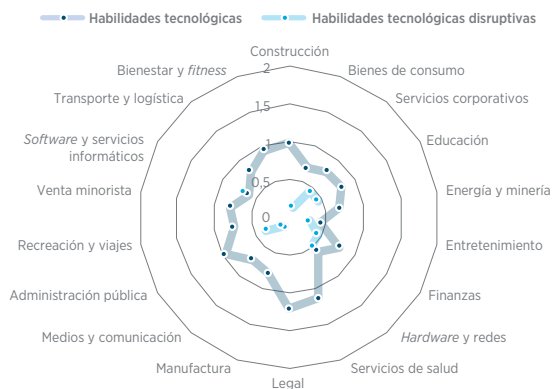 Habilidades tecnológicas
Habilidades tecnológicas disruptivas
Construcción
Bienes de consumo
Servicios corporativos
Educación
Energía y minería
Entretenimiento
Finanzas
Hardware y redes
Servicios de salud
Legal
Manufactura
Medios y comunicación
Administración pública
Recreación y viajes
Venta minorista
Software y servicios
informáticos
Transporte y logística
Bienestar y fitness
2
1,5
1
0,5
0